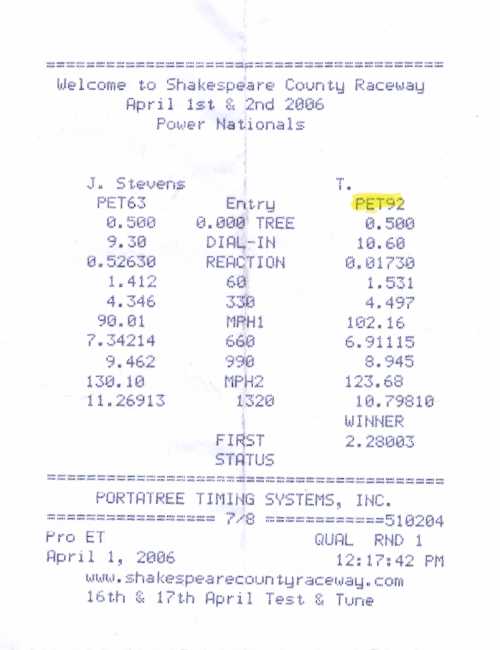 ========================================
Welcome to Shakespeare County Raceway
April 1st & 2nd 2006
Power Nationals
J. Stevens T.
PET63 Entry PET92
0.500 0.000 TREE 0.500
9.30 DIAL-IN 10.60
0.52630 REACTION 0.01730
1.412 60 1.531
4.346 330 4.497
90.01 MPH1 102.16
7.34214 660 6.91115
9.462 990 8.945
130.10 MPH2 123.68
11.26913 1320 10.79810
WINNER
FIRST 2.28003
STATUS
========================================
PORTATREE TIMING SYSTEMS, INC.
================= 7/8 ============510204
Pro ET QUAL RND 1
April 1, 2006 12:17:42 PM
www.shakespearecountyraceway.com
16th & 17th April Test & Tune